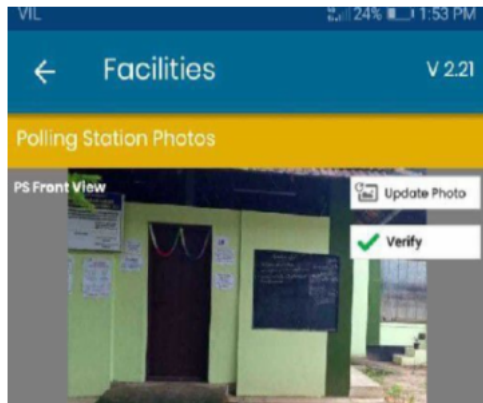 VIL 24% 1:53 PM
← Facilities V 2.21
Polling Station Photos
PS Front View
Update Photo
Verify